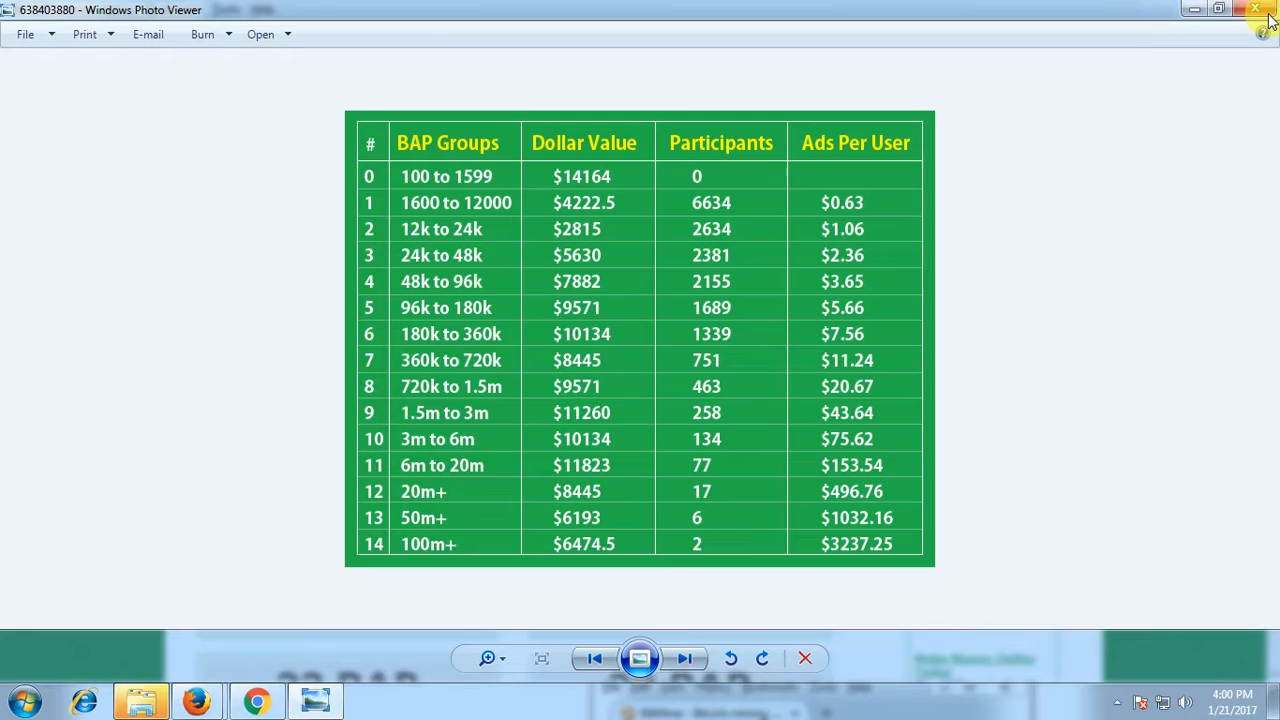 638403880 - Windows Photo Viewer
File Print E-mail Burn Open
# BAP Groups Dollar Value Participants Ads Per User
0 100 to 1599 $14164 0
1 1600 to 12000 $4222.5 6634 $0.63
2 12k to 24k $2815 2634 $1.06
3 24k to 48k $5630 2381 $2.36
4 48k to 96k $7882 2155 $3.65
5 96k to 180k $9571 1689 $5.66
6 180k to 360k $10134 1339 $7.56
7 360k to 720k $8445 751 $11.24
8 720k to 1.5m $9571 463 $20.67
9 1.5m to 3m $11260 258 $43.64
10 3m to 6m $10134 134 $75.62
11 6m to 20m $11823 77 $153.54
12 20m+ $8445 17 $496.76
13 50m+ $6193 6 $1032.16
14 100m+ $6474.5 2 $3237.25
4:00 PM
1/21/2017